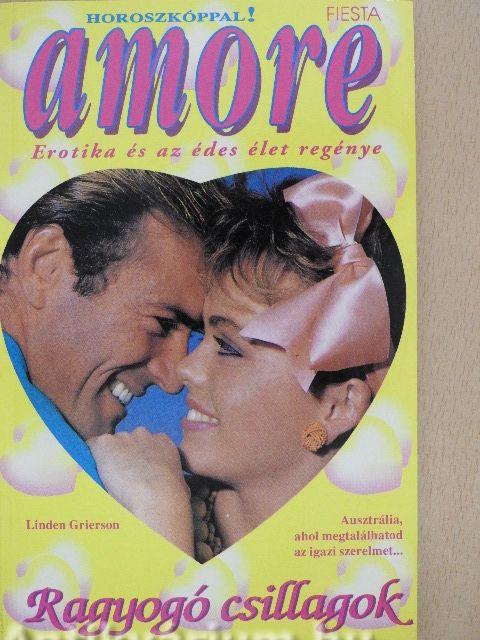 HOROSZKÓPPAL!
FIESTA
amore
Erotika és az édes élet regénye
Linden Grierson
Ausztrália,
ahol megtalálhatod
az igazi szerelmet...
Ragyogó csillagok